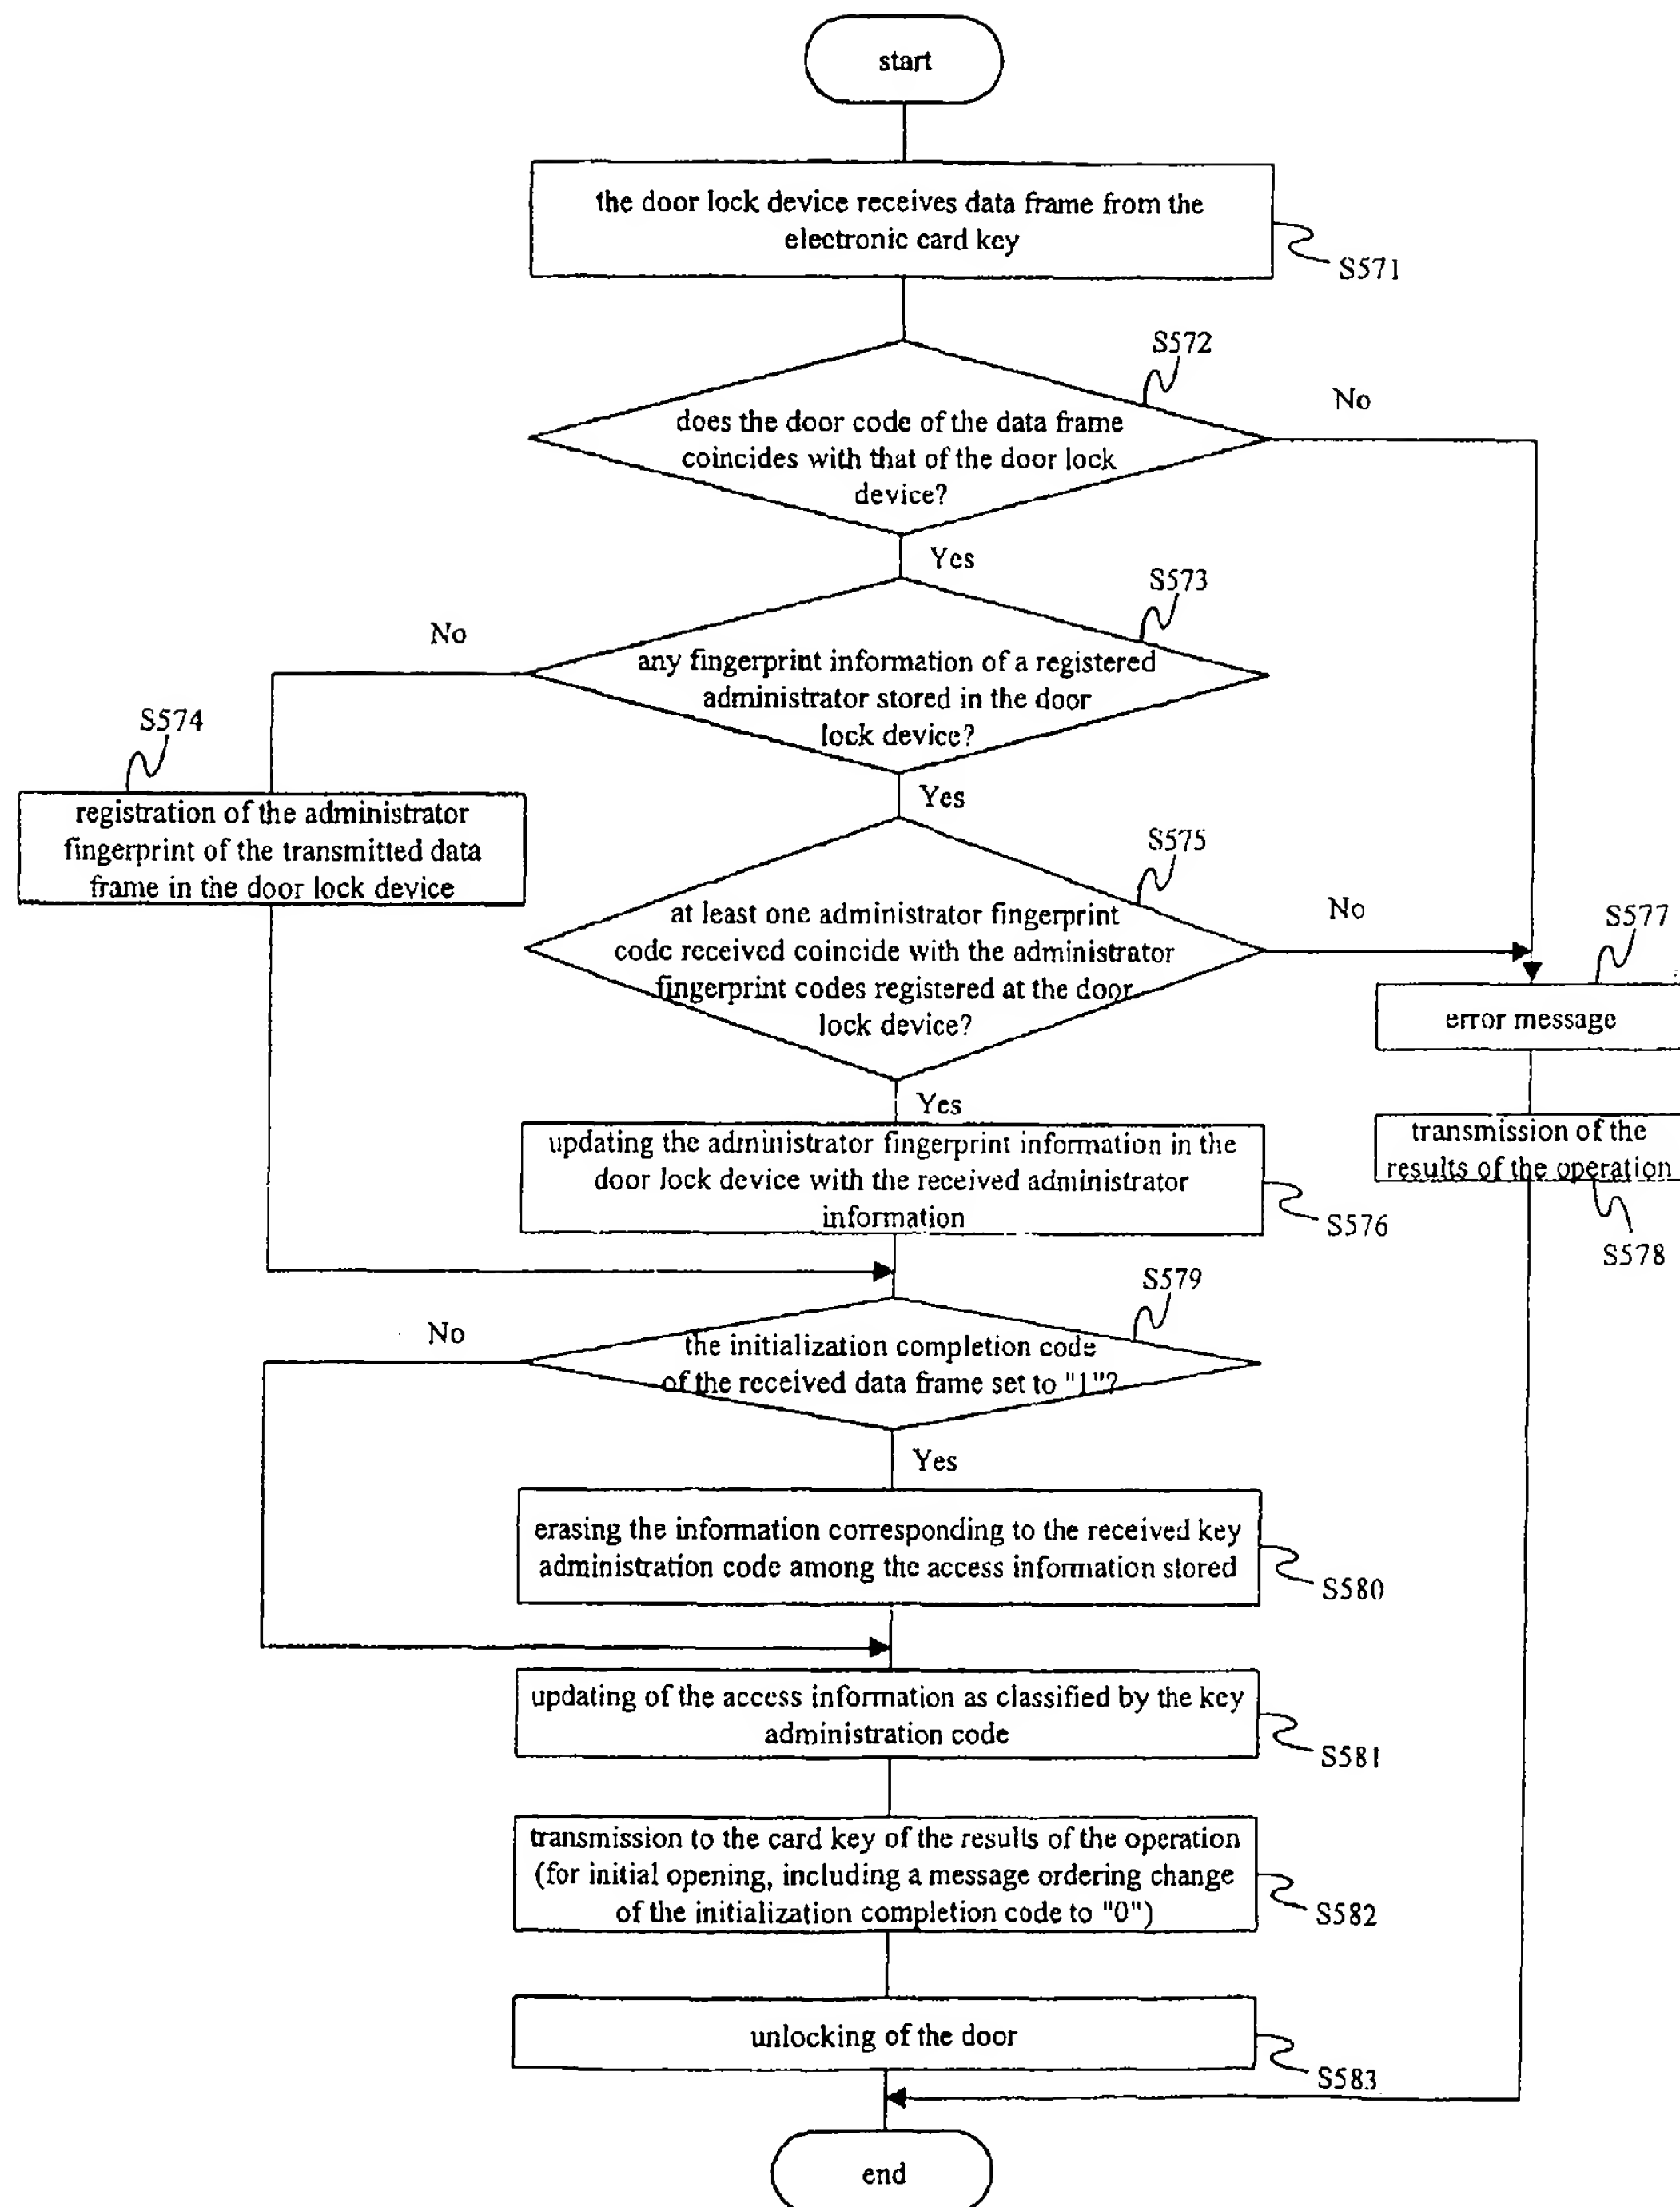 start
the door lock device receives data frame from the
electronic card key
S571
S572
No
does the door code of the data frame
coincides with that of the door lock
device?
Yes
S573
No
any fingerprint information of a registered
administrator stored in the door
lock device?
S574
Yes
registration of the administrator
fingerprint of the transmitted data
frame in the door lock device
S575
at least one administrator fingerprint
code received coincide with the administrator
fingerprint codes registered at the door
lock device?
No
S577
error message
Yes
transmission of the
results of the operation
S578
updating the administrator fingerprint information in the
door lock device with the received administrator
information
S576
S579
No
the initialization completion code
of the received data frame set to "1"?
Yes
erasing the information corresponding to the received key
administration code among the access information stored
S580
updating of the access information as classified by the key
administration code
S581
transmission to the card key of the results of the operation
(for initial opening, including a message ordering change
of the initialization completion code to "0")
S582
unlocking of the door
S583
end